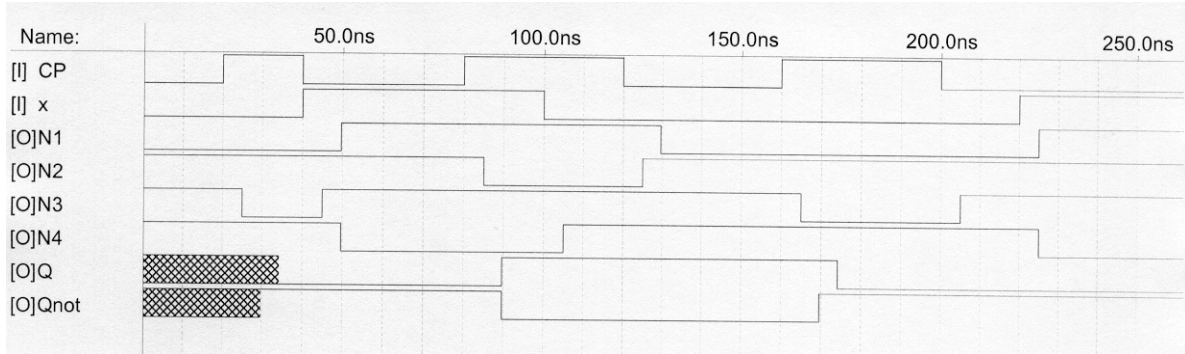 Name: 50.0ns 100.0ns 150.0ns 200.0ns 250.0ns
[I] CP
[I] x
[O]N1
[O]N2
[O]N3
[O]N4
[O]Q
[O]Qnot